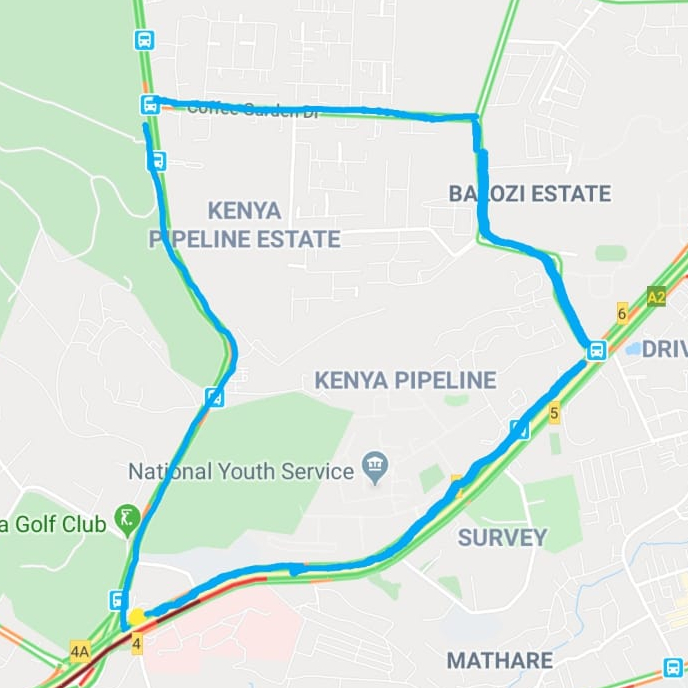 Coffee Garden Dr
BALOZI ESTATE
KENYA
PIPELINE ESTATE
A2
6
DRIV
KENYA PIPELINE
5
National Youth Service
a Golf Club
SURVEY
4
4A
MATHARE